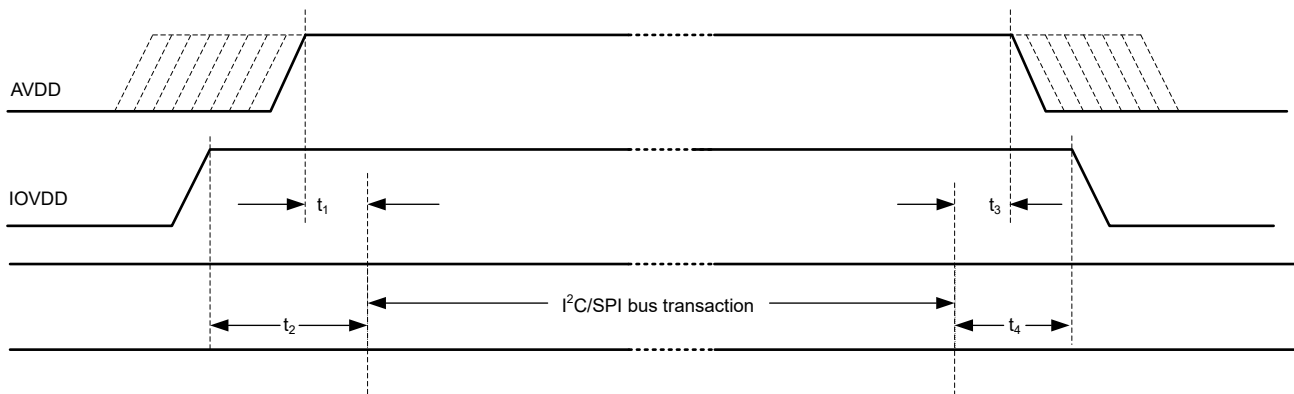 AVDD
IOVDD
t₁
t₃
I²C/SPI bus transaction
t₂
t₄